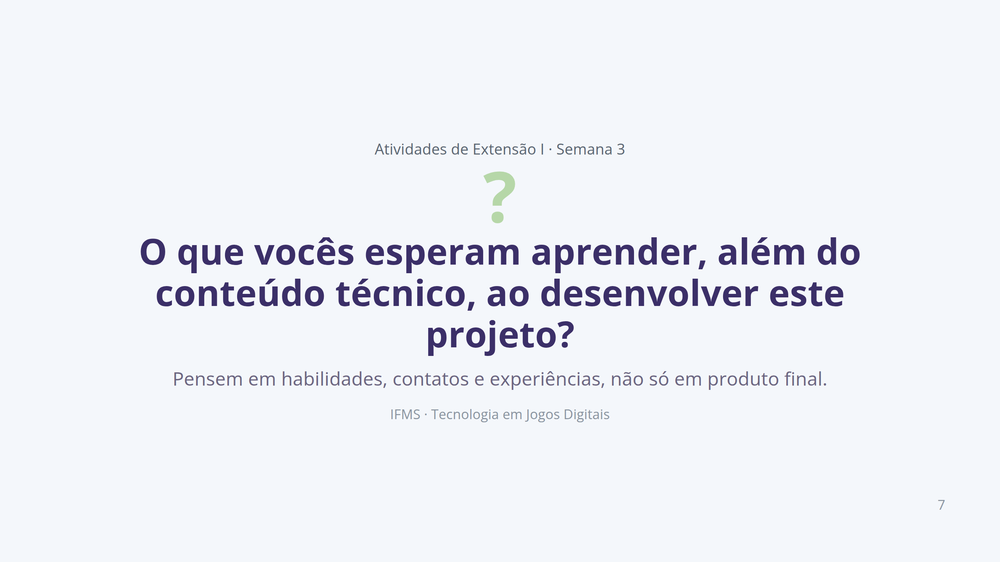 Atividades de Extensão I · Semana 3
?
O que vocês esperam aprender, além do
conteúdo técnico, ao desenvolver este
projeto?
Pensem em habilidades, contatos e experiências, não só em produto final.
IFMS · Tecnologia em Jogos Digitais
7